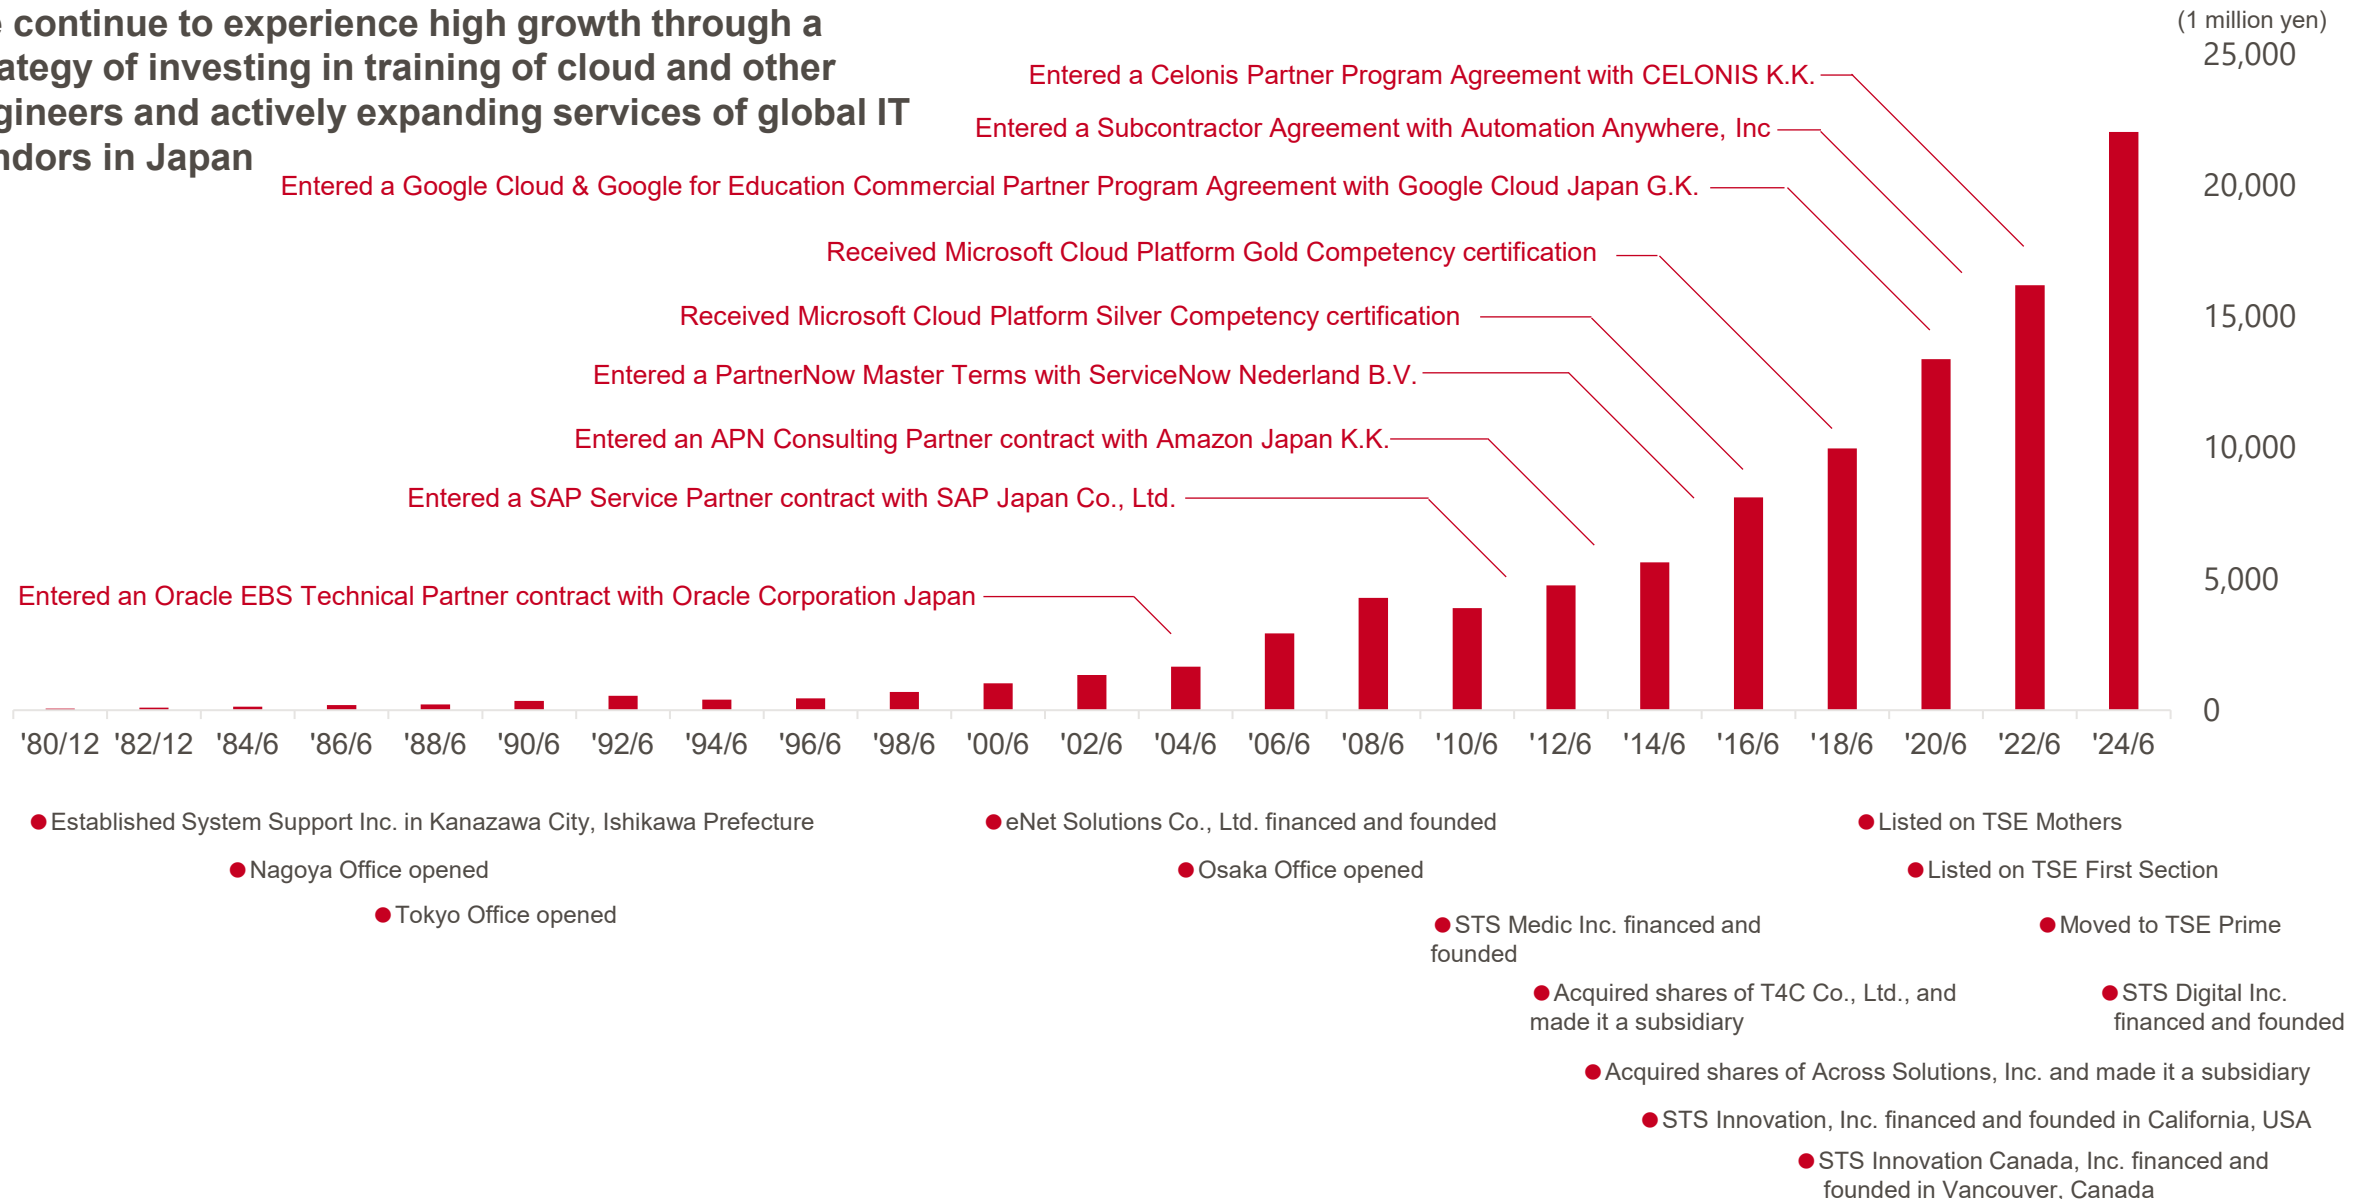 continue to experience high growth through a
of investing in training of cloud and other
and actively expanding services of global IT
in Japan
(1 million yen)
25,000
20,000
15,000
10,000
5,000
0
Entered a Celonis Partner Program Agreement with CELONIS K.K.
Entered a Subcontractor Agreement with Automation Anywhere, Inc
Entered a Google Cloud & Google for Education Commercial Partner Program Agreement with Google Cloud Japan G.K.
Received Microsoft Cloud Platform Gold Competency certification
Received Microsoft Cloud Platform Silver Competency certification
Entered a PartnerNow Master Terms with ServiceNow Nederland B.V.
Entered an APN Consulting Partner contract with Amazon Japan K.K.
Entered a SAP Service Partner contract with SAP Japan Co., Ltd.
Entered an Oracle EBS Technical Partner contract with Oracle Corporation Japan
'80/12 '82/12 '84/6 '86/6 '88/6 '90/6 '92/6 '94/6 '96/6 '98/6 '00/6 '02/6 '04/6 '06/6 '08/6 '10/6 '12/6 '14/6 '16/6 '18/6 '20/6 '22/6 '24/6
● Established System Support Inc. in Kanazawa City, Ishikawa Prefecture
● Nagoya Office opened
● Tokyo Office opened
● eNet Solutions Co., Ltd. financed and founded
● Osaka Office opened
● STS Medic Inc. financed and
founded
● Acquired shares of T4C Co., Ltd., and
made it a subsidiary
● Acquired shares of Across Solutions, Inc. and made it a subsidiary
● STS Innovation, Inc. financed and founded in California, USA
● STS Innovation Canada, Inc. financed and
founded in Vancouver, Canada
● Listed on TSE Mothers
● Listed on TSE First Section
● Moved to TSE Prime
● STS Digital Inc.
financed and founded